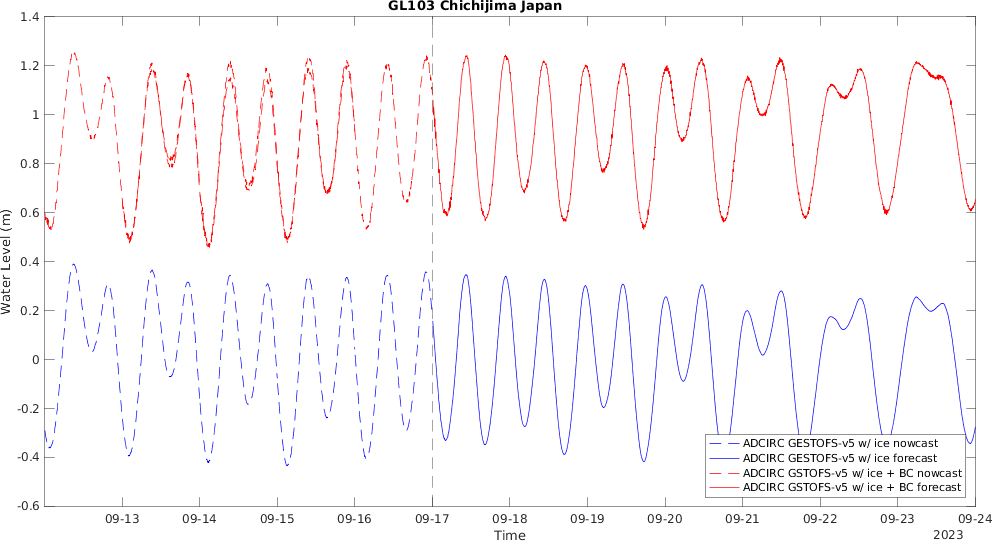 GL103 Chichijima Japan
1.4
1.2
1
0.8
0.6
0.4
0.2
0
-0.2
-0.4
-0.6
Water Level (m)
ADCIRC GESTOFS-v5 w/ ice nowcast
ADCIRC GESTOFS-v5 w/ ice forecast
ADCIRC GSTOFS-v5 w/ ice + BC nowcast
ADCIRC GSTOFS-v5 w/ ice + BC forecast
09-13 09-14 09-15 09-16 09-17 09-18 09-19 09-20 09-21 09-22 09-23 09-24
Time
2023